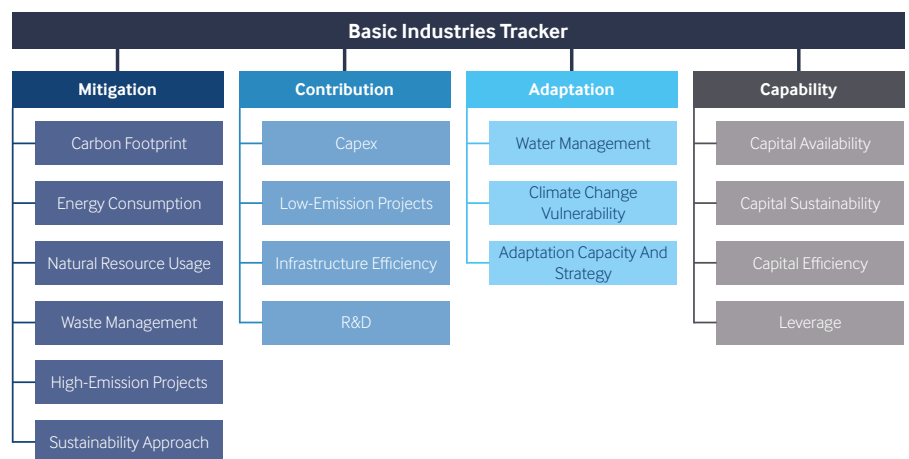 Basic Industries Tracker
Mitigation
Carbon Footprint
Energy Consumption
Natural Resource Usage
Waste Management
High-Emission Projects
Sustainability Approach
Contribution
Capex
Low-Emission Projects
Infrastructure Efficiency
R&D
Adaptation
Water Management
Climate Change
Vulnerability
Adaptation Capacity And
Strategy
Capability
Capital Availability
Capital Sustainability
Capital Efficiency
Leverage